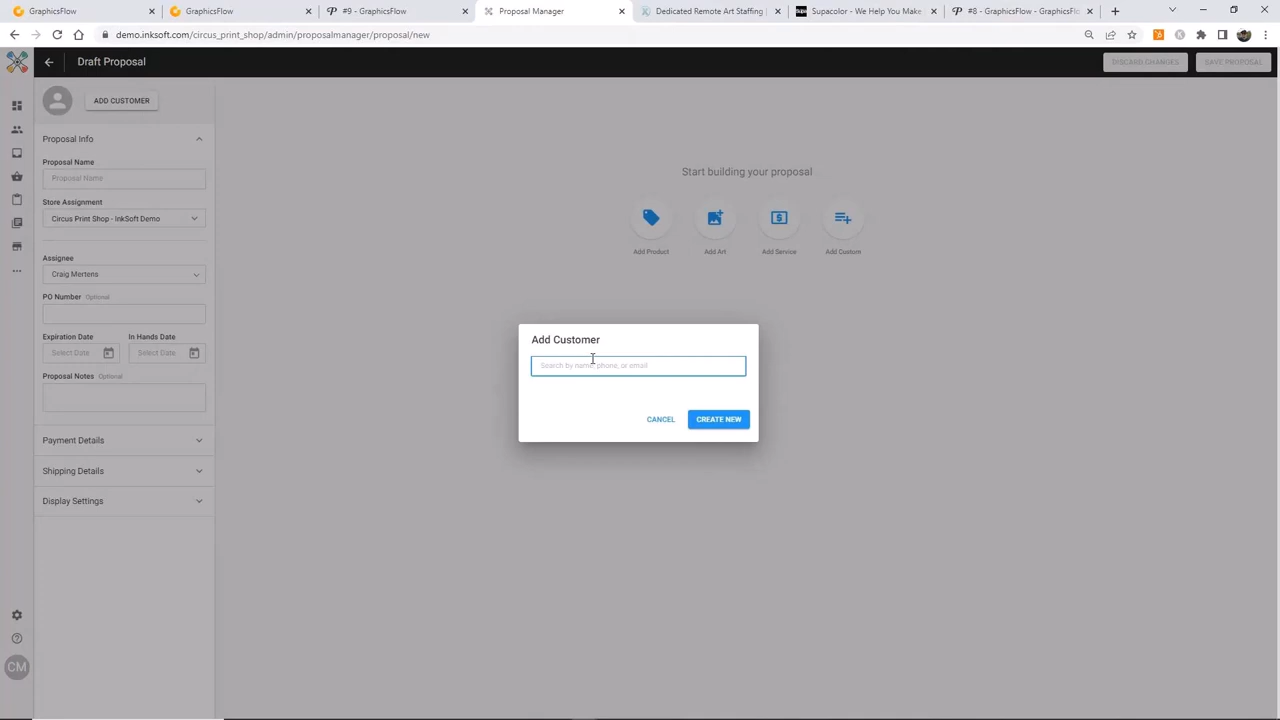 GraphicsFlow
GraphicsFlow
#9 - GraphicsFlow
Proposal Manager
Dedicated Remote Art Staffing
Supacolor - We Help You Make
#8 - GraphicsFlow - GraphicsFl
demo.inksoft.com/circus_print_shop/admin/proposalmanager/proposal/new
Draft Proposal
DISCARD CHANGES
SAVE PROPOSAL
ADD CUSTOMER
Proposal Info
Proposal Name
Proposal Name
Store Assignment
Circus Print Shop - InkSoft Demo
Assignee
Craig Mertens
PO Number Optional
Expiration Date
In Hands Date
Select Date
Select Date
Proposal Notes Optional
Payment Details
Shipping Details
Display Settings
CM
Start building your proposal
Add Product
Add Art
Add Service
Add Custom
Add Customer
Search by name, phone, or email
CANCEL
CREATE NEW